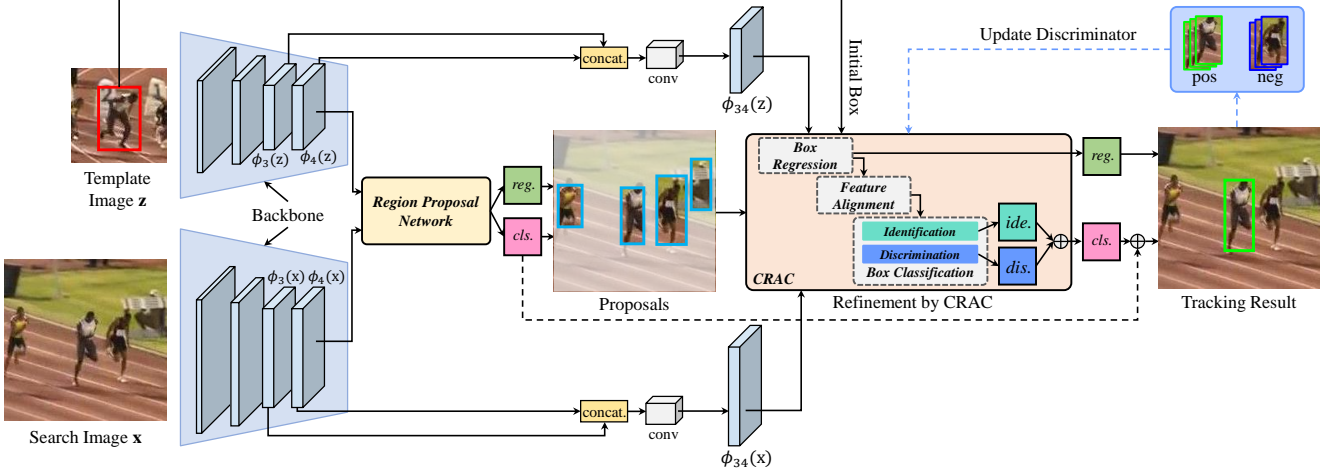 Template
Image z
ϕ₃(z)
ϕ₄(z)
concat.
conv
ϕ₃₄(z)
Initial Box
Update Discriminator
pos
neg
Backbone
Region Proposal
Network
reg.
cls.
Proposals
Box
Regression
Feature
Alignment
Identification
Discrimination
Box Classification
ide.
dis.
CRAC
Refinement by CRAC
reg.
cls.
Tracking Result
ϕ₃(x)
ϕ₄(x)
Search Image x
concat.
conv
ϕ₃₄(x)